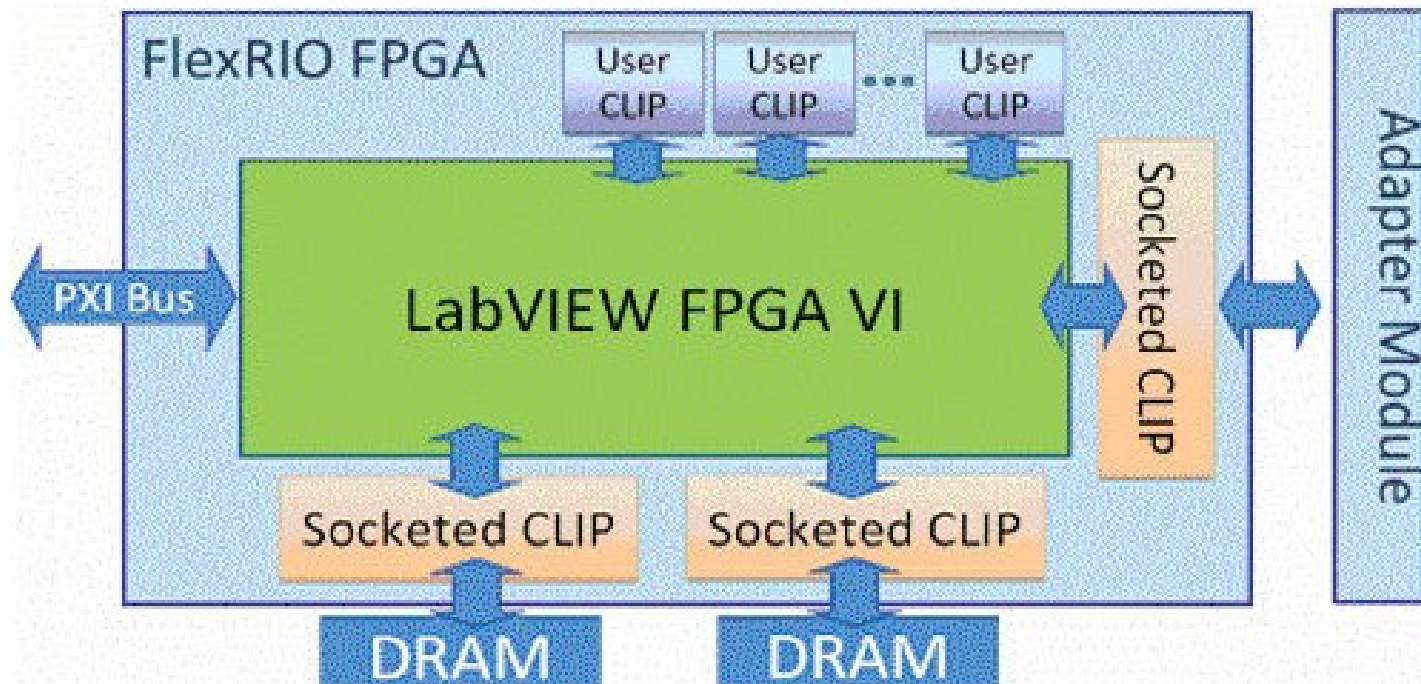 FlexRIO FPGA
User
CLIP
User
CLIP
...
User
CLIP
PXI Bus
LabVIEW FPGA VI
Socketed CLIP
Adapter Module
Socketed CLIP
Socketed CLIP
DRAM
DRAM